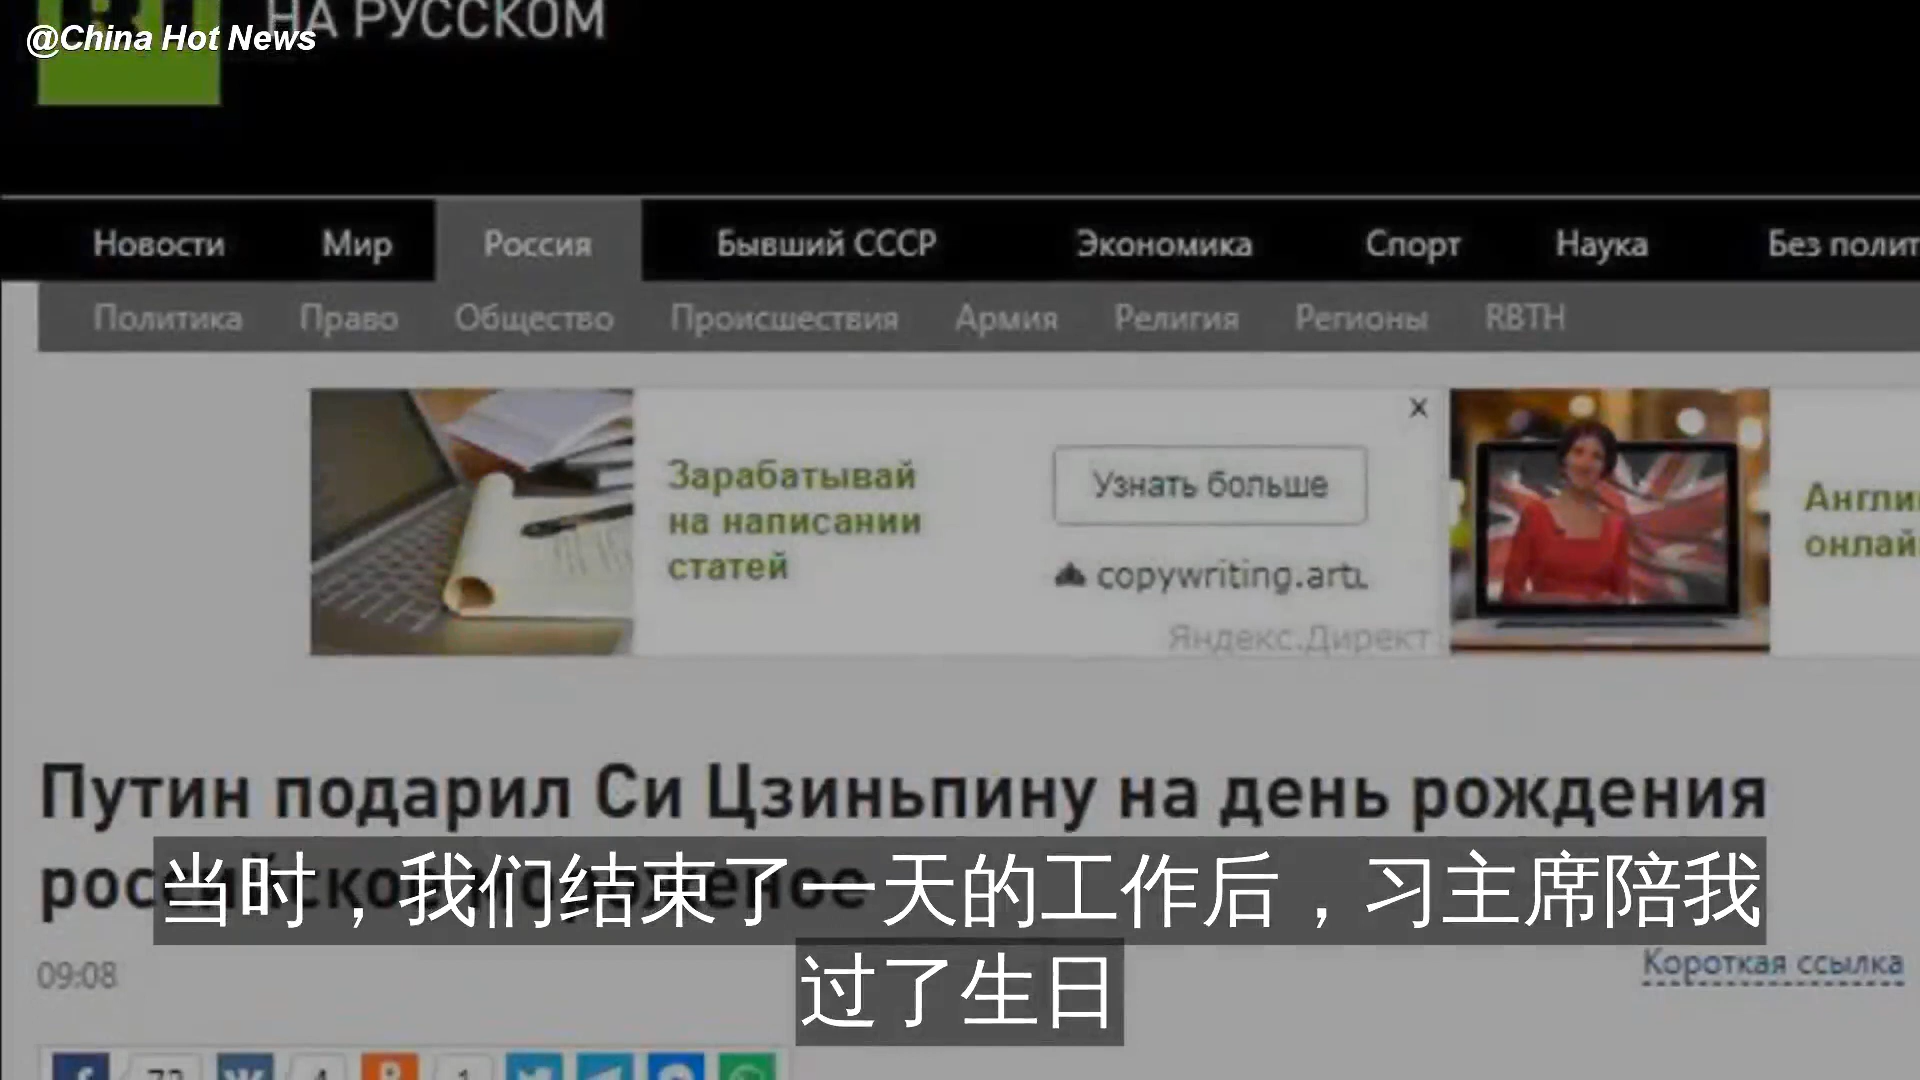 НА РУССКОМ
@China Hot News
Новости Мир Россия Бывший СССР Экономика Спорт Наука Без полит
Политика Право Общество Происшествия Армия Религия Регионы RBTH
Зарабатывай
на написании
статей
Узнать больше
copywriting.artu
Яндекс.Директ
Англи
онлай
Путин подарил Си Цзиньпину на день рождения
当时，我们结束了一天的工作后，习主席陪我
过了生日
09:08
Короткая ссылка